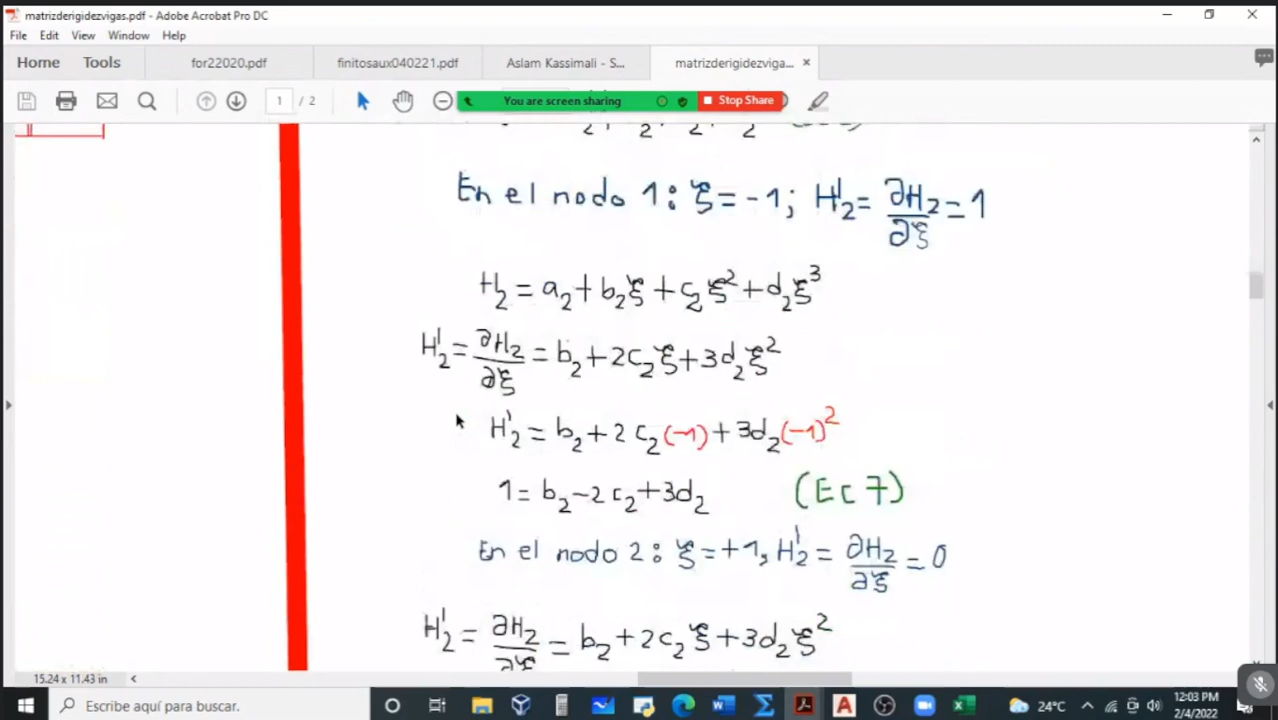 matrizderigidezvigas.pdf - Adobe Acrobat Pro DC
File Edit View Window Help
Home Tools for22020.pdf finitosaux040221.pdf Aslam Kassimali - S... matrizderigidezviga... ×
1 / 2 You are screen sharing Stop Share
En el nodo 1: ξ = -1; H'₂ = ∂H₂/∂ξ = 1
H₂ = a₂ + b₂ξ + c₂ξ² + d₂ξ³
H'₂ = ∂H₂/∂ξ = b₂ + 2c₂ξ + 3d₂ξ²
H'₂ = b₂ + 2c₂(-1) + 3d₂(-1)²
1 = b₂ - 2c₂ + 3d₂ (Ec 7)
En el nodo 2: ξ = +1, H'₂ = ∂H₂/∂ξ = 0
H'₂ = ∂H₂/∂ξ = b₂ + 2c₂ξ + 3d₂ξ²
15.24 x 11.43 in
Escribe aquí para buscar. 24°C 12:03 PM
2/4/2022